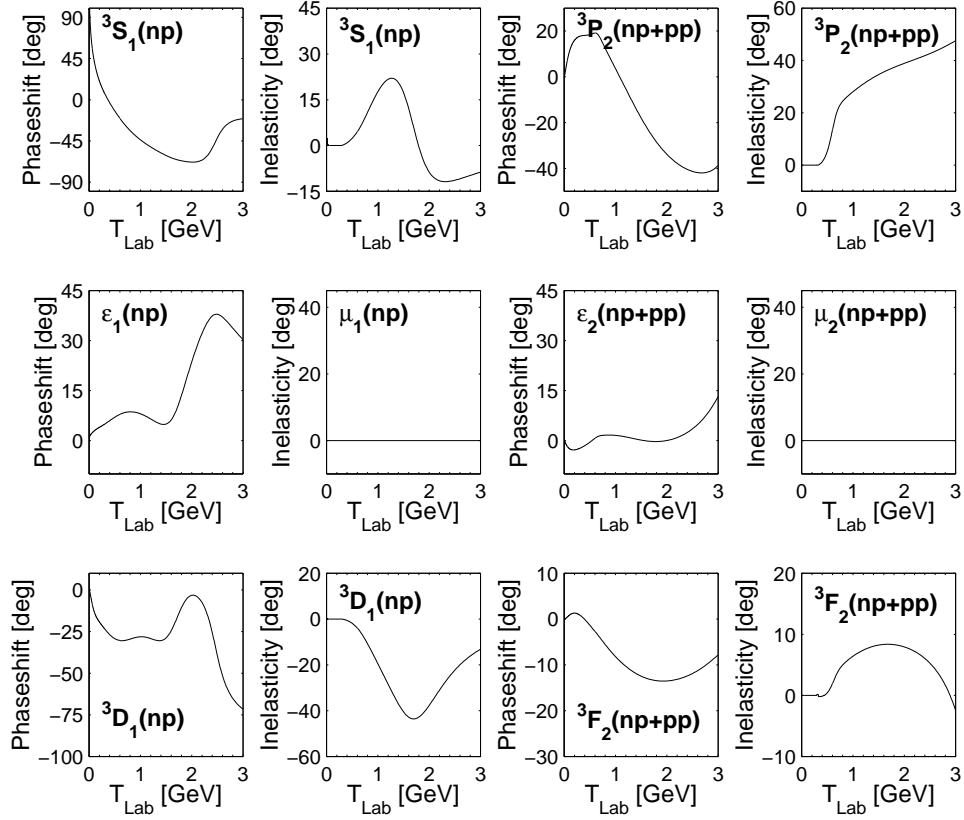 90
45
0
−45
−90
Phaseshift [deg]
³S₁(np)
0 1 2 3
T_Lab [GeV]
45
30
15
0
−15
Inelasticity [deg]
³S₁(np)
0 1 2 3
T_Lab [GeV]
20
0
−20
−40
Phaseshift [deg]
³P₂(np+pp)
0 1 2 3
T_Lab [GeV]
60
40
20
0
Inelasticity [deg]
³P₂(np+pp)
0 1 2 3
T_Lab [GeV]
45
30
15
0
Phaseshift [deg]
ε₁(np)
0 1 2 3
T_Lab [GeV]
40
20
0
Inelasticity [deg]
μ₁(np)
0 1 2 3
T_Lab [GeV]
45
30
15
0
Phaseshift [deg]
ε₂(np+pp)
0 1 2 3
T_Lab [GeV]
40
20
0
Inelasticity [deg]
μ₂(np+pp)
0 1 2 3
T_Lab [GeV]
0
−25
−50
−75
−100
Phaseshift [deg]
³D₁(np)
0 1 2 3
T_Lab [GeV]
20
0
−20
−40
−60
Inelasticity [deg]
³D₁(np)
0 1 2 3
T_Lab [GeV]
10
0
−10
−20
−30
Phaseshift [deg]
³F₂(np+pp)
0 1 2 3
T_Lab [GeV]
20
10
0
−10
Inelasticity [deg]
³F₂(np+pp)
0 1 2 3
T_Lab [GeV]